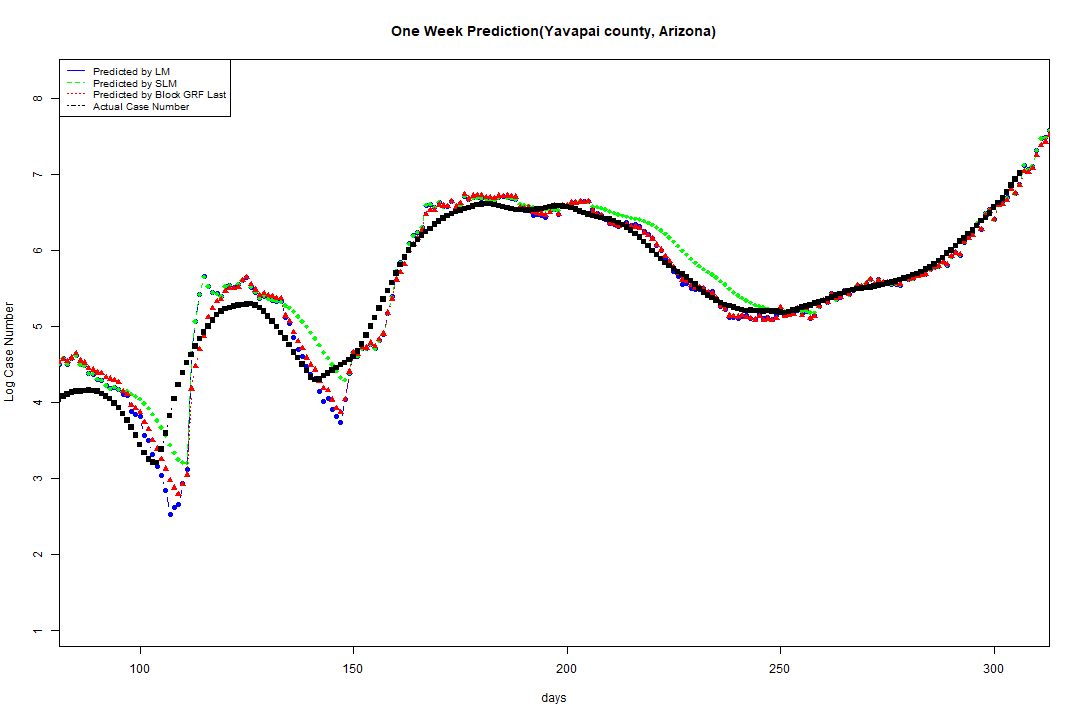 One Week Prediction(Yavapai county, Arizona)
Predicted by LM
Predicted by SLM
Predicted by Block GRF Last
Actual Case Number
8
7
6
5
4
3
2
1
Log Case Number
100 150 200 250 300
days